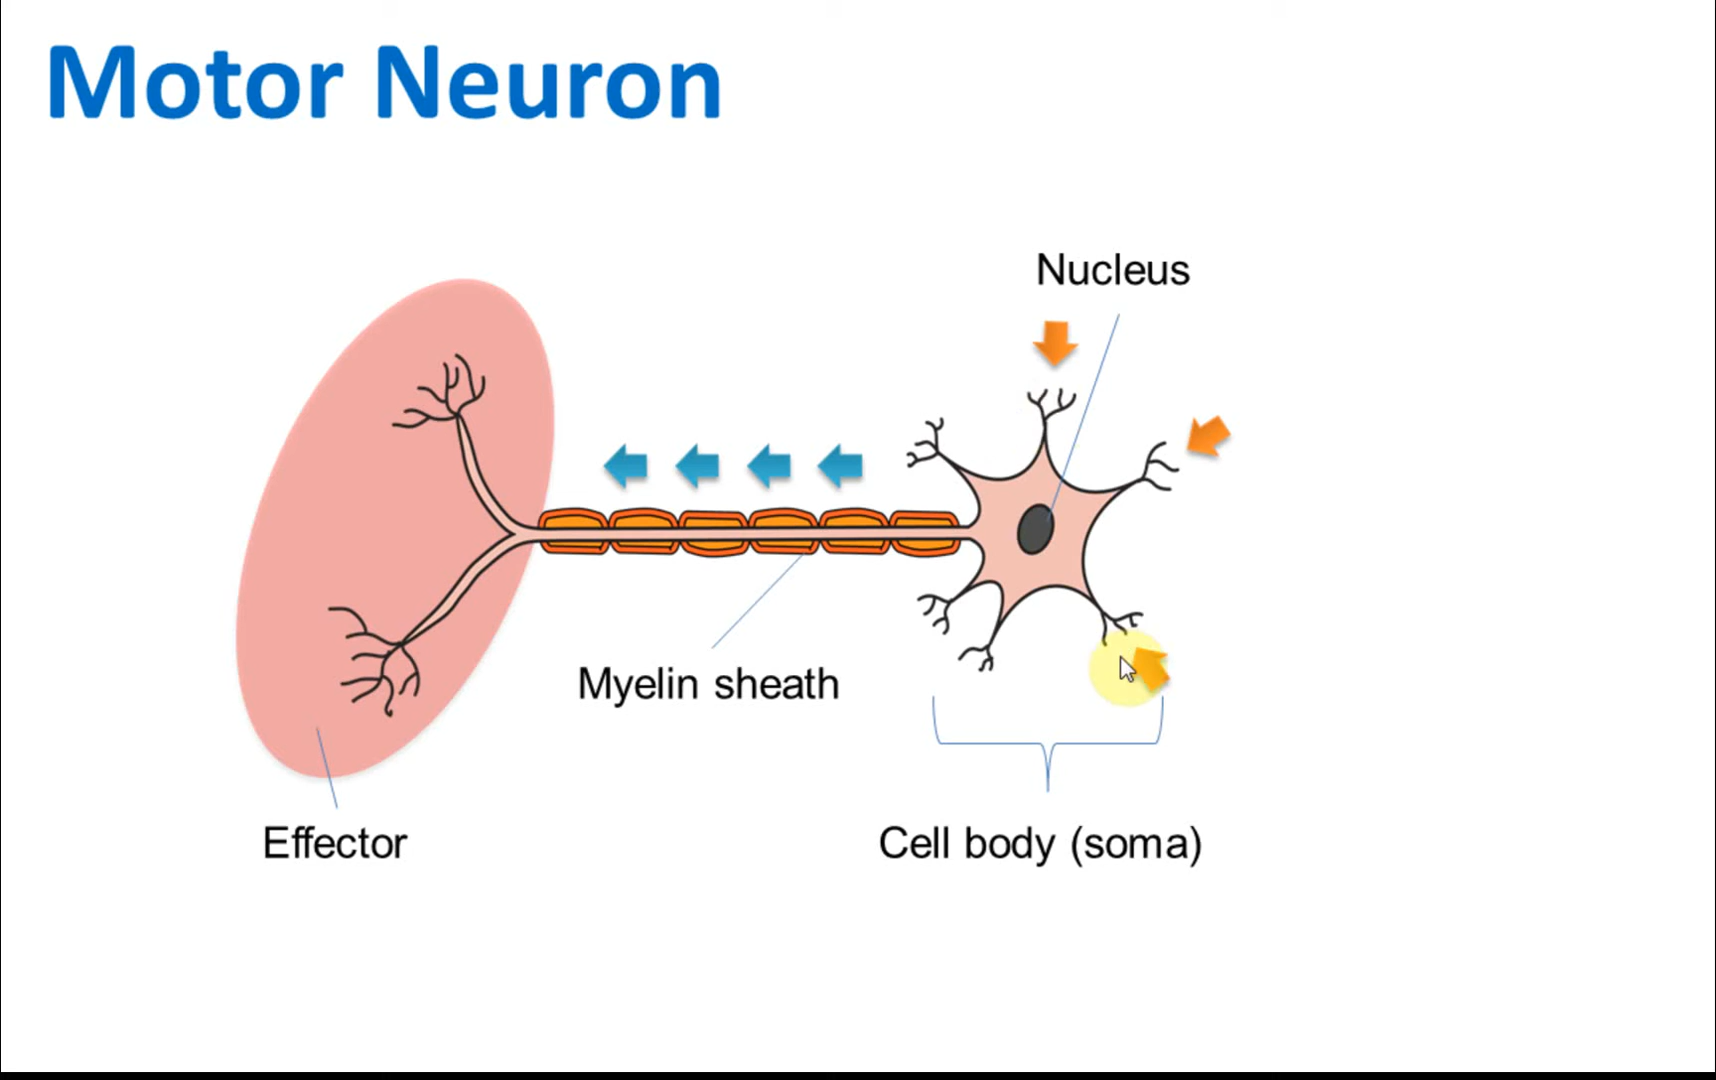 Motor Neuron
Nucleus
Myelin sheath
Effector
Cell body (soma)